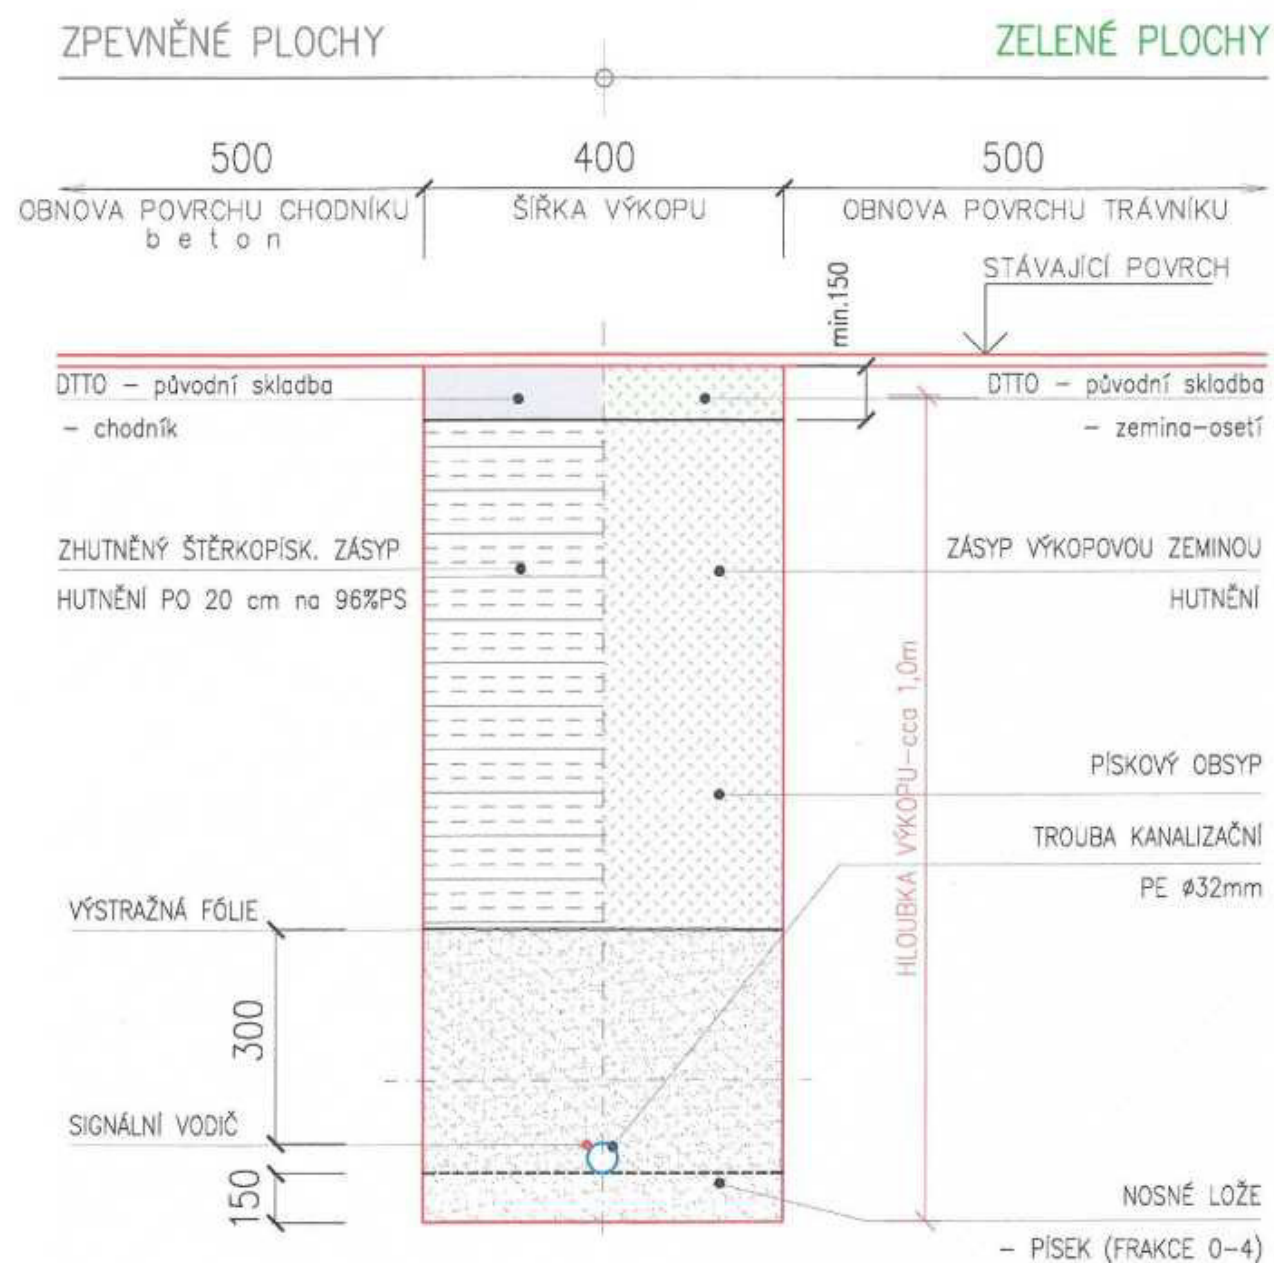 ZPEVNĚNÉ PLOCHY
ZELENÉ PLOCHY
500
400
500
OBNOVA POVRCHU CHODNÍKU
beton
ŠÍŘKA VÝKOPU
OBNOVA POVRCHU TRÁVNÍKU
STÁVAJÍCÍ POVRCH
min.150
DTTO – původní skladba
– chodník
DTTO – původní skladba
– zemina-osetí
ZHUTNĚNÝ ŠTĚRKOPÍSK. ZÁSYP
HUTNĚNÍ PO 20 cm na 96%PS
ZÁSYP VÝKOPOVOU ZEMINOU
HUTNĚNÍ
HLOUBKA VÝKOPU-cca 1,0m
PÍSKOVÝ OBSYP
TROUBA KANALIZAČNÍ
PE ø32mm
VÝSTRAŽNÁ FÓLIE
300
SIGNÁLNÍ VODIČ
150
NOSNÉ LOŽE
– PÍSEK (FRAKCE 0-4)